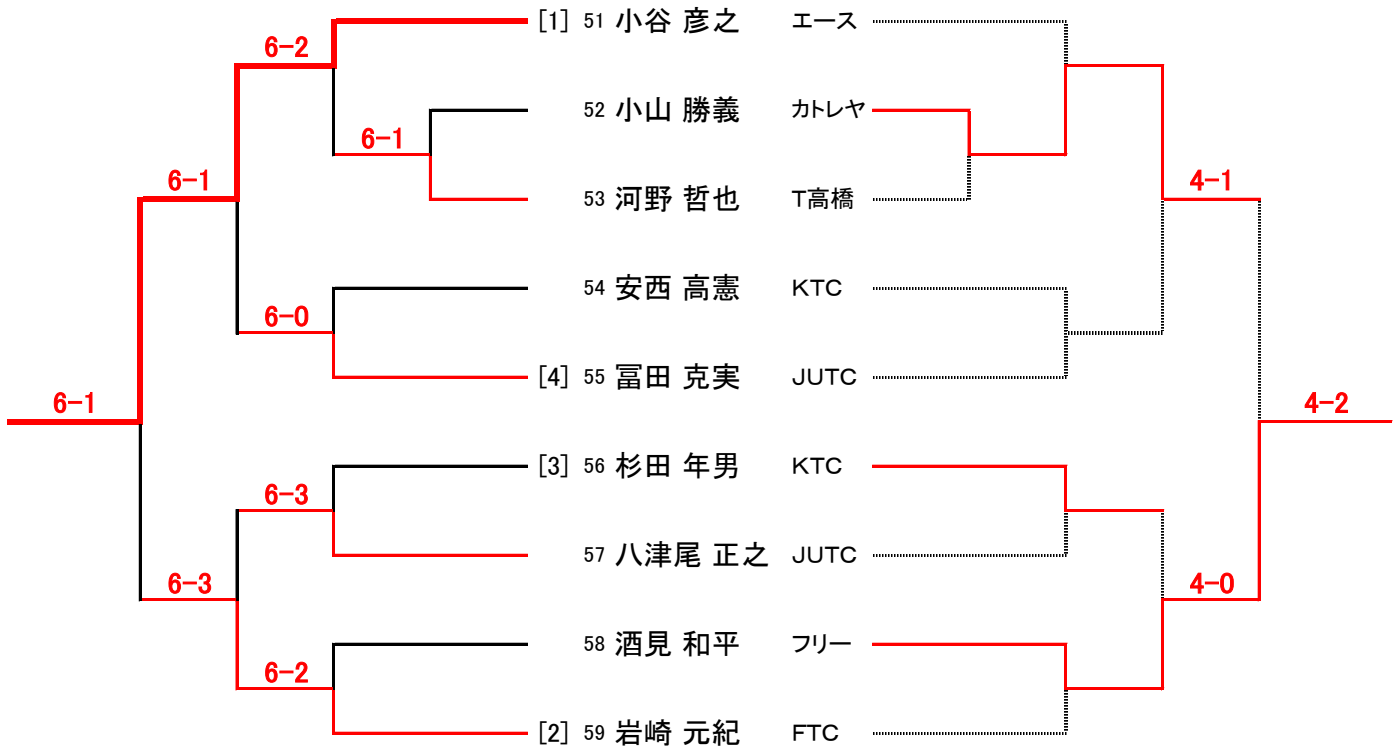 [1] 51 小谷 彦之 エース
6-2
52 小山 勝義 カトレヤ
6-1
6-1 53 河野 哲也 T高橋 4-1
54 安西 高憲 KTC
6-0
[4] 55 冨田 克実 JUTC
6-1 4-2
[3] 56 杉田 年男 KTC
6-3
57 八津尾 正之 JUTC
6-3 4-0
58 酒見 和平 フリー
6-2
[2] 59 岩崎 元紀 FTC